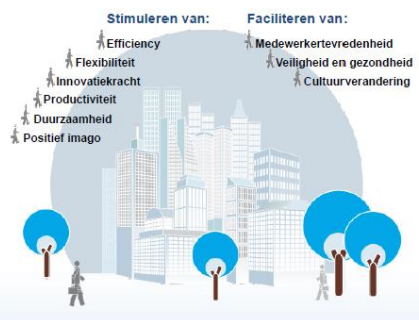 Stimuleren van:
Efficiency
Flexibiliteit
Innovatiekracht
Productiviteit
Duurzaamheid
Positief imago
Faciliteren van:
Medewerkertevredenheid
Veiligheid en gezondheid
Cultuurverandering